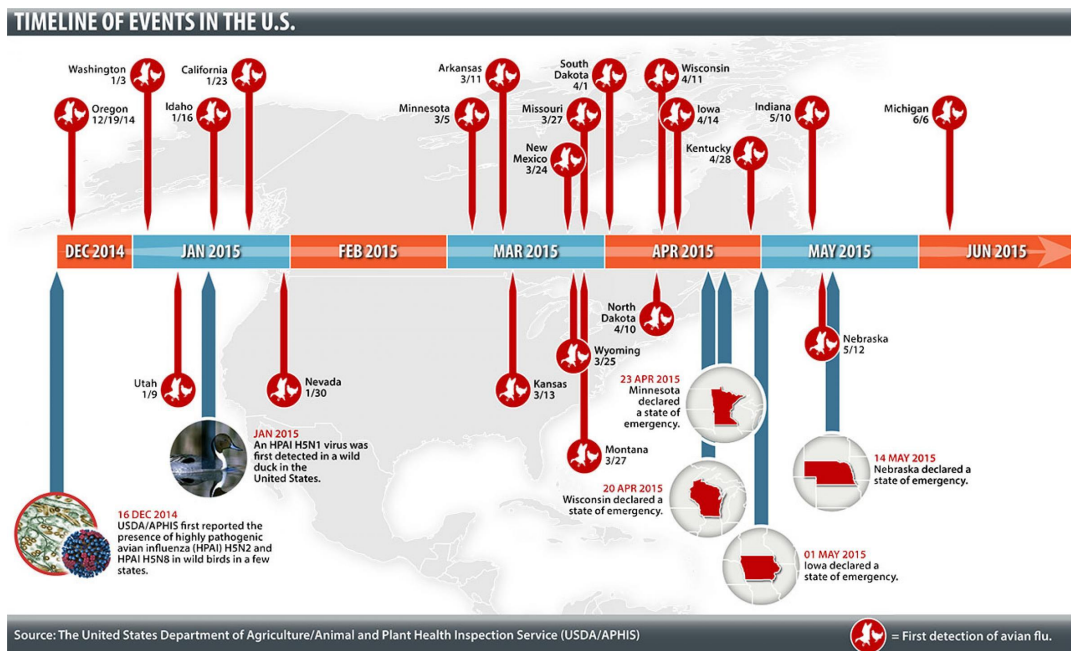 TIMELINE OF EVENTS IN THE U.S.
Washington
1/3
California
1/23
Arkansas
3/11
South
Dakota
4/1
Wisconsin
4/11
Oregon
12/19/14
Idaho
1/16
Minnesota
3/5
Missouri
3/27
Iowa
4/14
Indiana
5/10
Michigan
6/6
New
Mexico
3/24
Kentucky
4/28
DEC 2014
JAN 2015
FEB 2015
MAR 2015
APR 2015
MAY 2015
JUN 2015
North
Dakota
4/10
Nebraska
5/12
Wyoming
3/25
Utah
1/9
Nevada
1/30
Kansas
3/13
23 APR 2015
Minnesota
declared
a state of
emergency.
JAN 2015
An HPAI H5N1 virus was
first detected in a wild
duck in the
United States.
Montana
3/27
14 MAY 2015
Nebraska declared a
state of emergency.
20 APR 2015
Wisconsin declared a
state of emergency.
16 DEC 2014
USDA/APHIS first reported the
presence of highly pathogenic
avian influenza (HPAI) H5N2 and
HPAI H5N8 in wild birds in a few
states.
01 MAY 2015
Iowa declared a
state of emergency.
Source: The United States Department of Agriculture/Animal and Plant Health Inspection Service (USDA/APHIS)
= First detection of avian flu.